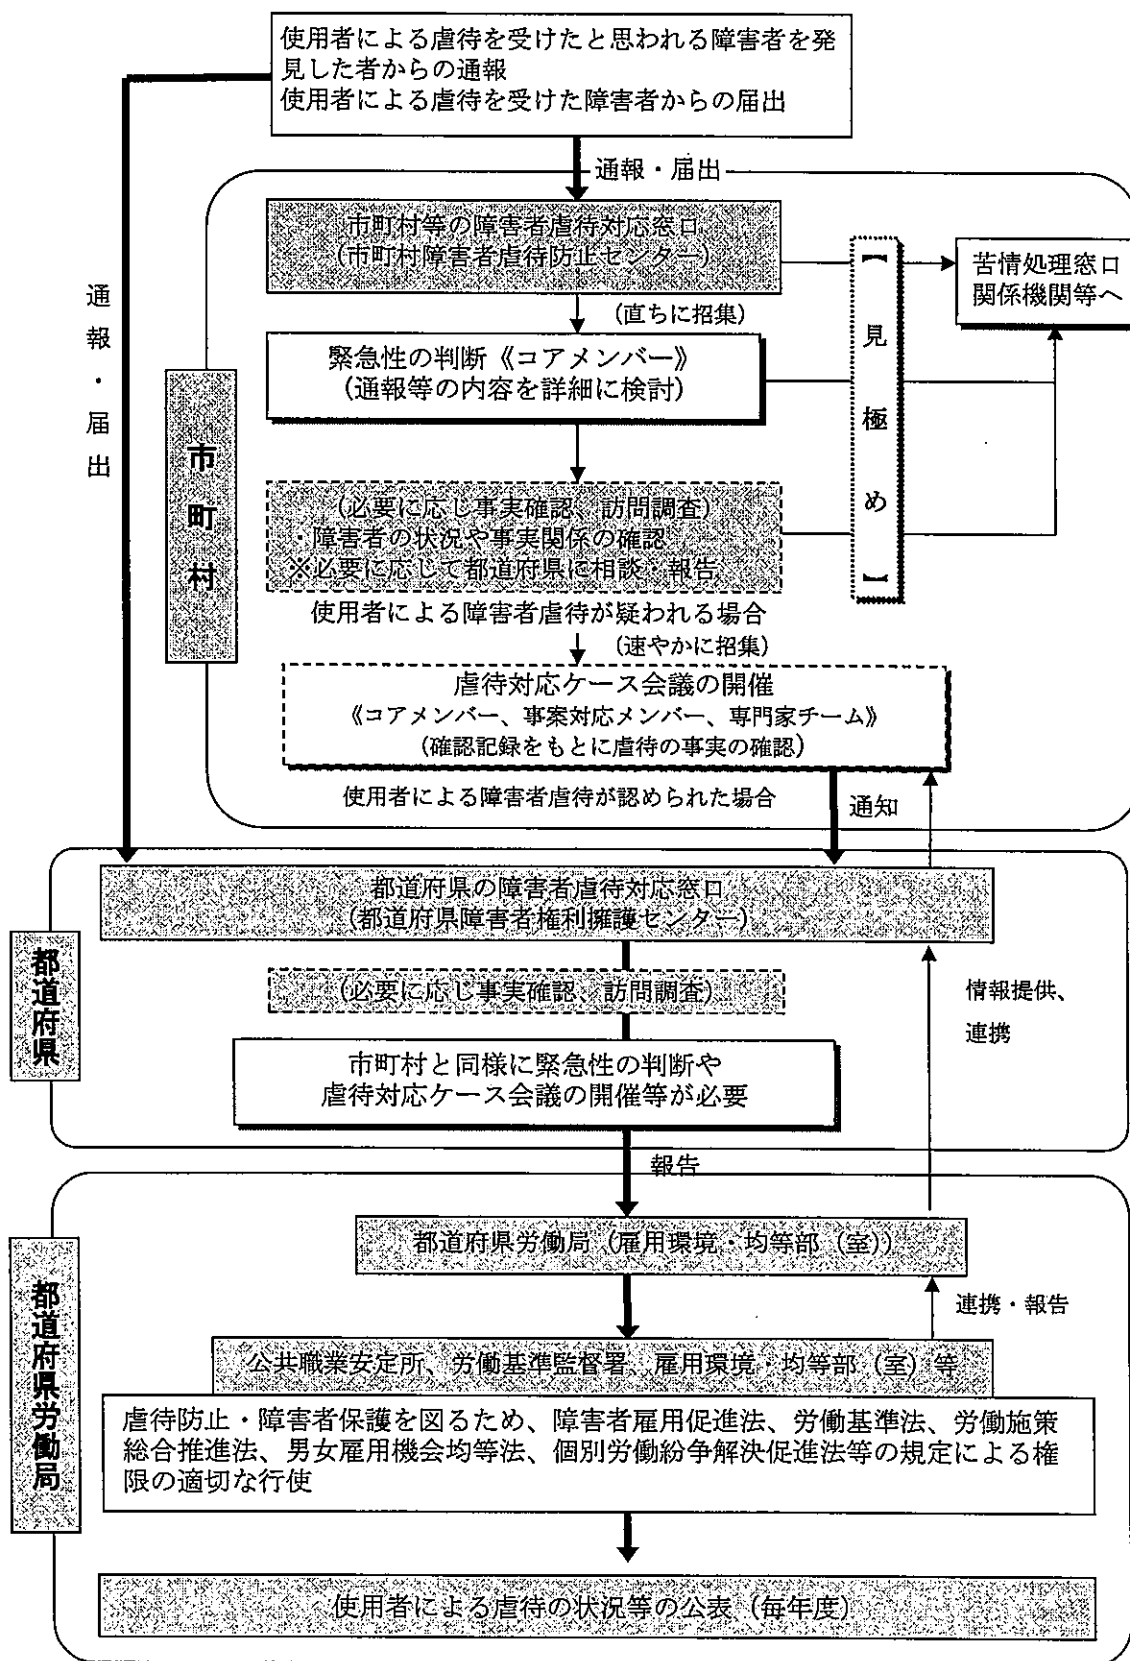 使用者による虐待を受けたと思われる障害者を発
見した者からの通報
使用者による虐待を受けた障害者からの届出
通報・届出
通報・届出
市町村
市町村等の障害者虐待対応窓口
(市町村障害者虐待防止センター)
(直ちに招集)
緊急性の判断《コアメンバー》
(通報等の内容を詳細に検討)
【見極め】
苦情処理窓口
関係機関等へ
(必要に応じ事実確認、訪問調査)
・障害者の状況や事実関係の確認
※必要に応じて都道府県に相談・報告
使用者による障害者虐待が疑われる場合
(速やかに招集)
虐待対応ケース会議の開催
《コアメンバー、事案対応メンバー、専門家チーム》
(確認記録をもとに虐待の事実の確認)
使用者による障害者虐待が認められた場合
通知
都道府県
都道府県の障害者虐待対応窓口
(都道府県障害者権利擁護センター)
(必要に応じ事実確認、訪問調査)
情報提供、
連携
市町村と同様に緊急性の判断や
虐待対応ケース会議の開催等が必要
報告
都道府県労働局
都道府県労働局(雇用環境・均等部(室))
連携・報告
公共職業安定所、労働基準監督署、雇用環境・均等部(室)等
虐待防止・障害者保護を図るため、障害者雇用促進法、労働基準法、労働施策
総合推進法、男女雇用機会均等法、個別労働紛争解決促進法等の規定による権
限の適切な行使
使用者による虐待の状況等の公表(毎年度)